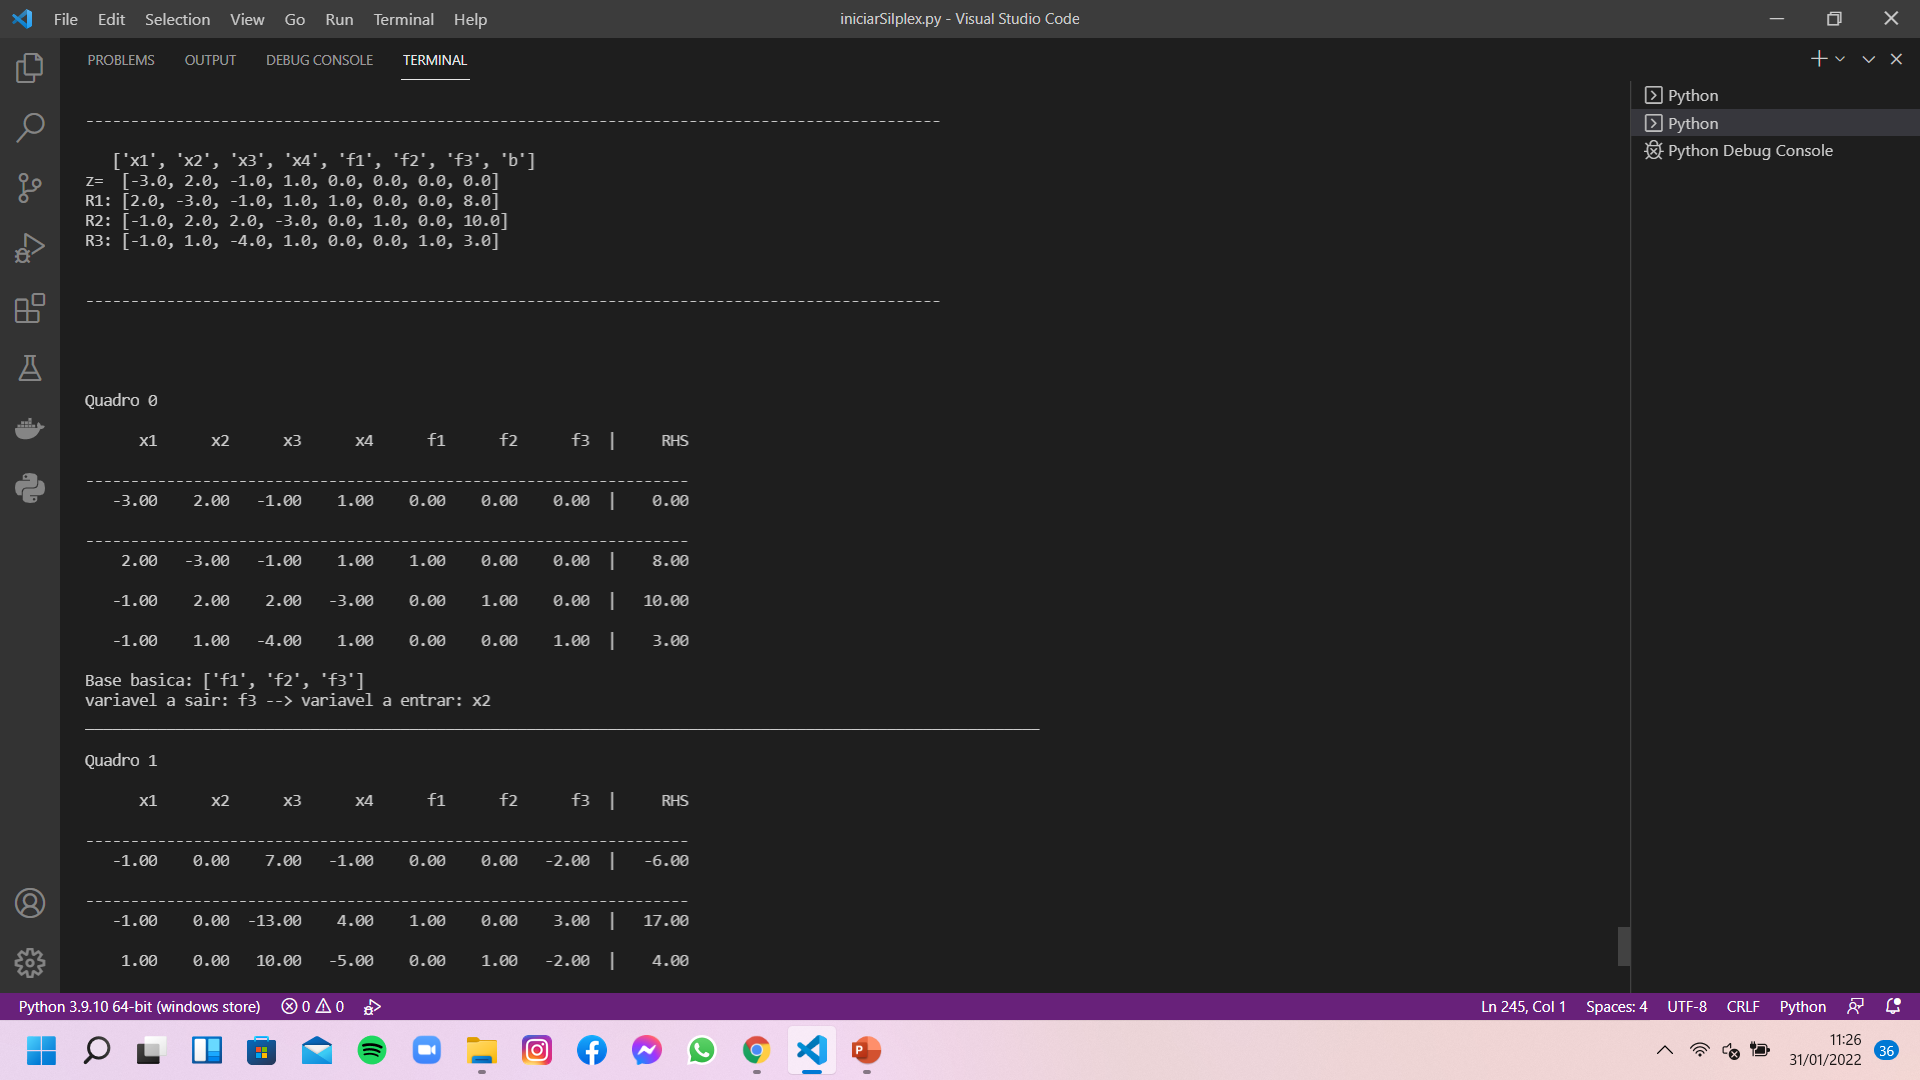 File Edit Selection View Go Run Terminal Help
iniciarSilplex.py - Visual Studio Code
PROBLEMS OUTPUT DEBUG CONSOLE TERMINAL
Python
Python
Python Debug Console
-----------------------------------------------------------------------------------------------
['x1', 'x2', 'x3', 'x4', 'f1', 'f2', 'f3', 'b']
z= [-3.0, 2.0, -1.0, 1.0, 0.0, 0.0, 0.0, 0.0]
R1: [2.0, -3.0, -1.0, 1.0, 1.0, 0.0, 0.0, 8.0]
R2: [-1.0, 2.0, 2.0, -3.0, 0.0, 1.0, 0.0, 10.0]
R3: [-1.0, 1.0, -4.0, 1.0, 0.0, 0.0, 1.0, 3.0]
-----------------------------------------------------------------------------------------------
Quadro 0
x1 x2 x3 x4 f1 f2 f3 | RHS
-------------------------------------------------------------------
-3.00 2.00 -1.00 1.00 0.00 0.00 0.00 | 0.00
-------------------------------------------------------------------
2.00 -3.00 -1.00 1.00 1.00 0.00 0.00 | 8.00
-1.00 2.00 2.00 -3.00 0.00 1.00 0.00 | 10.00
-1.00 1.00 -4.00 1.00 0.00 0.00 1.00 | 3.00
Base basica: ['f1', 'f2', 'f3']
variavel a sair: f3 --> variavel a entrar: x2
__________________________________________________________________________________________________________
Quadro 1
x1 x2 x3 x4 f1 f2 f3 | RHS
-------------------------------------------------------------------
-1.00 0.00 7.00 -1.00 0.00 0.00 -2.00 | -6.00
-------------------------------------------------------------------
-1.00 0.00 -13.00 4.00 1.00 0.00 3.00 | 17.00
1.00 0.00 10.00 -5.00 0.00 1.00 -2.00 | 4.00
Python 3.9.10 64-bit (windows store) 0 0
Ln 245, Col 1 Spaces: 4 UTF-8 CRLF Python
11:26
31/01/2022
36